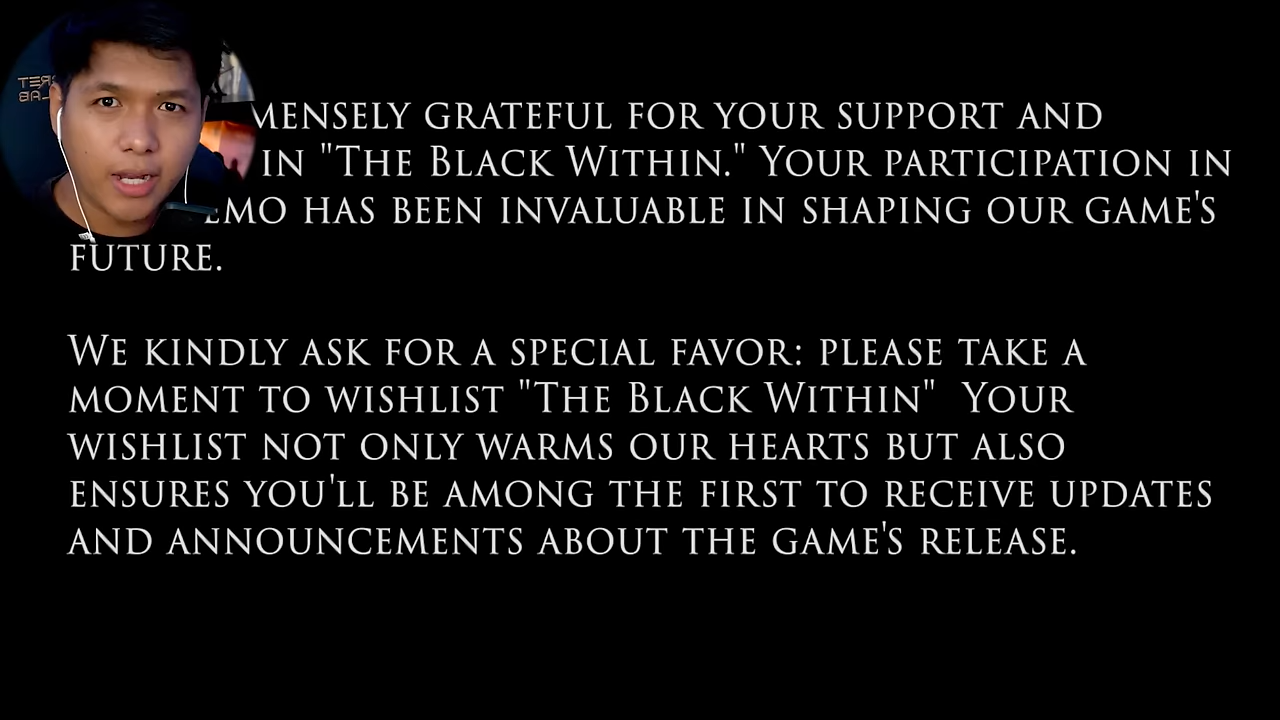 MENSELY GRATEFUL FOR YOUR SUPPORT AND
IN "THE BLACK WITHIN." YOUR PARTICIPATION IN
EMO HAS BEEN INVALUABLE IN SHAPING OUR GAME'S
FUTURE.
WE KINDLY ASK FOR A SPECIAL FAVOR: PLEASE TAKE A
MOMENT TO WISHLIST "THE BLACK WITHIN" YOUR
WISHLIST NOT ONLY WARMS OUR HEARTS BUT ALSO
ENSURES YOU'LL BE AMONG THE FIRST TO RECEIVE UPDATES
AND ANNOUNCEMENTS ABOUT THE GAME'S RELEASE.